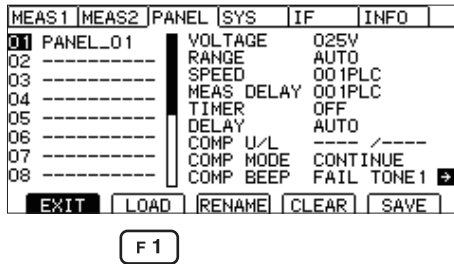 MEAS1 MEAS2 PANEL SYS IF INFO
01 PANEL_01 VOLTAGE 025V
02 ---------- RANGE AUTO
03 ---------- SPEED 001PLC
04 ---------- MEAS DELAY 001PLC
05 ---------- TIMER OFF
06 ---------- DELAY AUTO
07 ---------- COMP U/L ---- /----
08 ---------- COMP MODE CONTINUE
COMP BEEP FAIL TONE1 →
EXIT LOAD RENAME CLEAR SAVE
F1